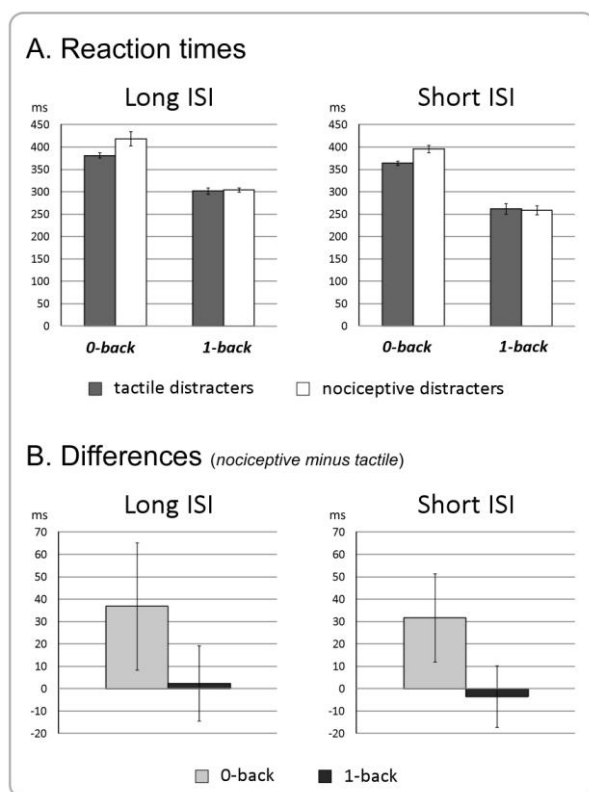 A. Reaction times
Long ISI
Short ISI
ms
450
400
350
300
250
200
150
100
50
0
0-back
1-back
ms
450
400
350
300
250
200
150
100
50
0
0-back
1-back
tactile distracters
nociceptive distracters
B. Differences (nociceptive minus tactile)
Long ISI
Short ISI
ms
70
60
50
40
30
20
10
0
-10
-20
ms
70
60
50
40
30
20
10
0
-10
-20
0-back
1-back